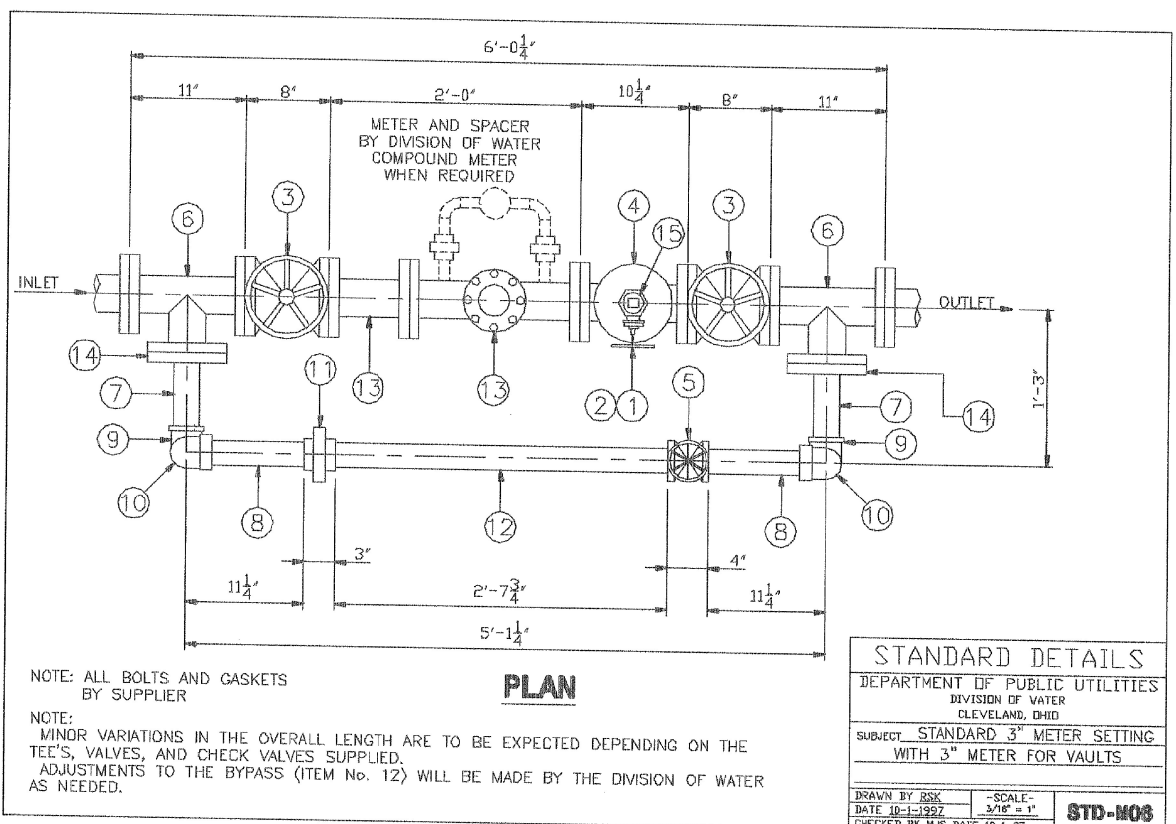 6'-0 1/4"
11"
8"
2'-0"
10 1/4"
8"
11"
METER AND SPACER
BY DIVISION OF WATER
COMPOUND METER
WHEN REQUIRED
3
4
3
6
15
6
INLET
OUTLET
14
11
5
7
13
13
2
1
7
14
1'-3"
9
9
10
8
12
8
10
3"
4"
11 1/4"
2'-7 3/4"
11 1/4"
5'-1 1/4"
NOTE: ALL BOLTS AND GASKETS
BY SUPPLIER
PLAN
NOTE:
MINOR VARIATIONS IN THE OVERALL LENGTH ARE TO BE EXPECTED DEPENDING ON THE
TEE'S, VALVES, AND CHECK VALVES SUPPLIED.
ADJUSTMENTS TO THE BYPASS (ITEM No. 12) WILL BE MADE BY THE DIVISION OF WATER
AS NEEDED.
STANDARD DETAILS
DEPARTMENT OF PUBLIC UTILITIES
DIVISION OF WATER
CLEVELAND, OHIO
SUBJECT STANDARD 3" METER SETTING
WITH 3" METER FOR VAULTS
DRAWN BY RSK
DATE 10-1-1997
-SCALE-
3/16" = 1"
CHECKED BY MJS DATE